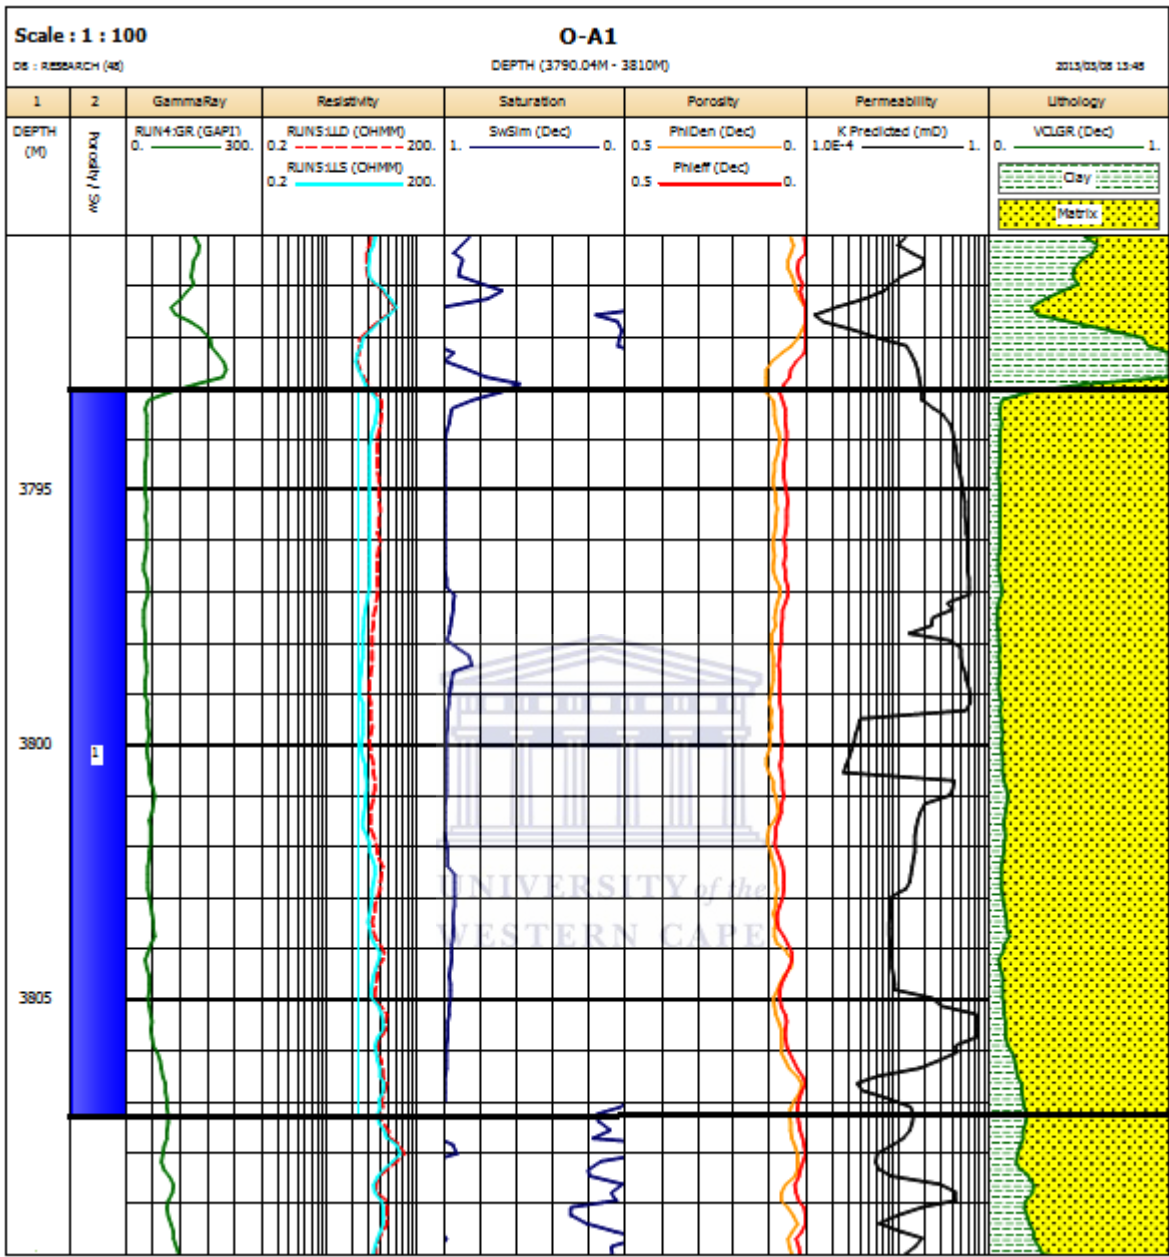 Scale : 1 : 100
O-A1
DB : RESEARCH (48)
DEPTH (3790.04M - 3810M)
2013/03/08 13:48
1 2 GammaRay Resistivity Saturation Porosity Permeability Lithology
DEPTH (M)
Porosity / Sw
RUN4:GR (GAPI)
0. 300.
RUN5:LLD (OHMM)
0.2 200.
RUN5:LLS (OHMM)
0.2 200.
SwSim (Dec)
1. 0.
PhiDen (Dec)
0.5 0.
Phieff (Dec)
0.5 0.
K Predicted (mD)
1.0E-4 1.
VCLGR (Dec)
0. 1.
Clay
Matrix
3795
3800
1
3805
UNIVERSITY of the
WESTERN CAPE